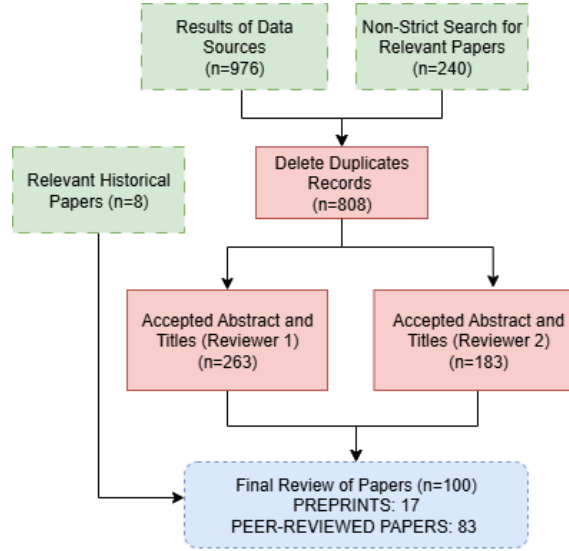 Results of Data
Sources
(n=976)
Non-Strict Search for
Relevant Papers
(n=240)
Relevant Historical
Papers (n=8)
Delete Duplicates
Records
(n=808)
Accepted Abstract and
Titles (Reviewer 1)
(n=263)
Accepted Abstract and
Titles (Reviewer 2)
(n=183)
Final Review of Papers (n=100)
PREPRINTS: 17
PEER-REVIEWED PAPERS: 83